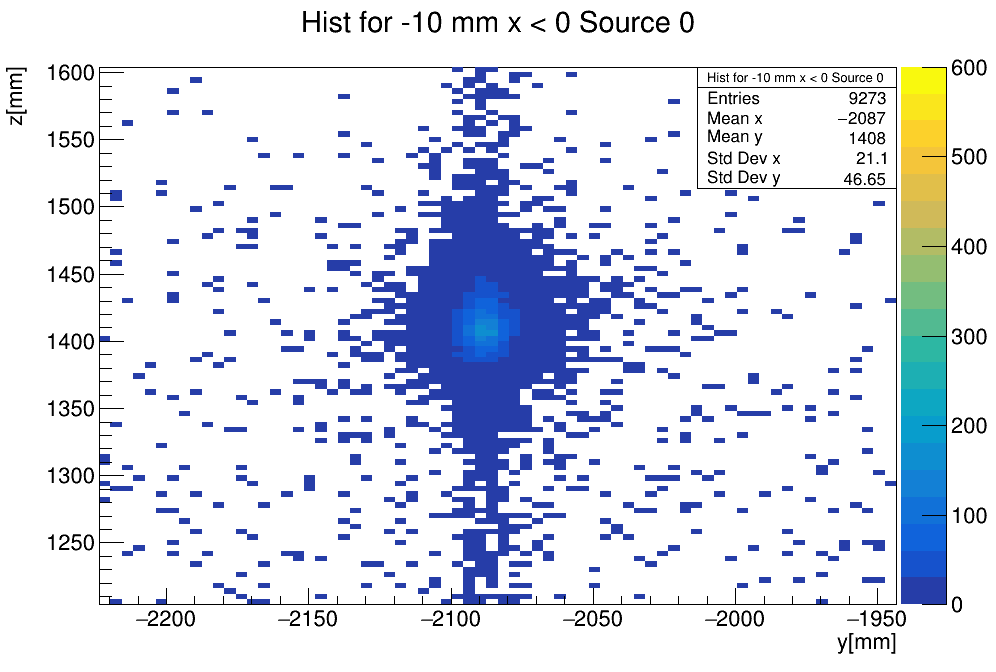 Hist for -10 mm x < 0 Source 0
z[mm]
1600
1550
1500
1450
1400
1350
1300
1250
Hist for -10 mm x < 0 Source 0
Entries 9273
Mean x −2087
Mean y 1408
Std Dev x 21.1
Std Dev y 46.65
600
500
400
300
200
100
0
−2200 −2150 −2100 −2050 −2000 −1950
y[mm]